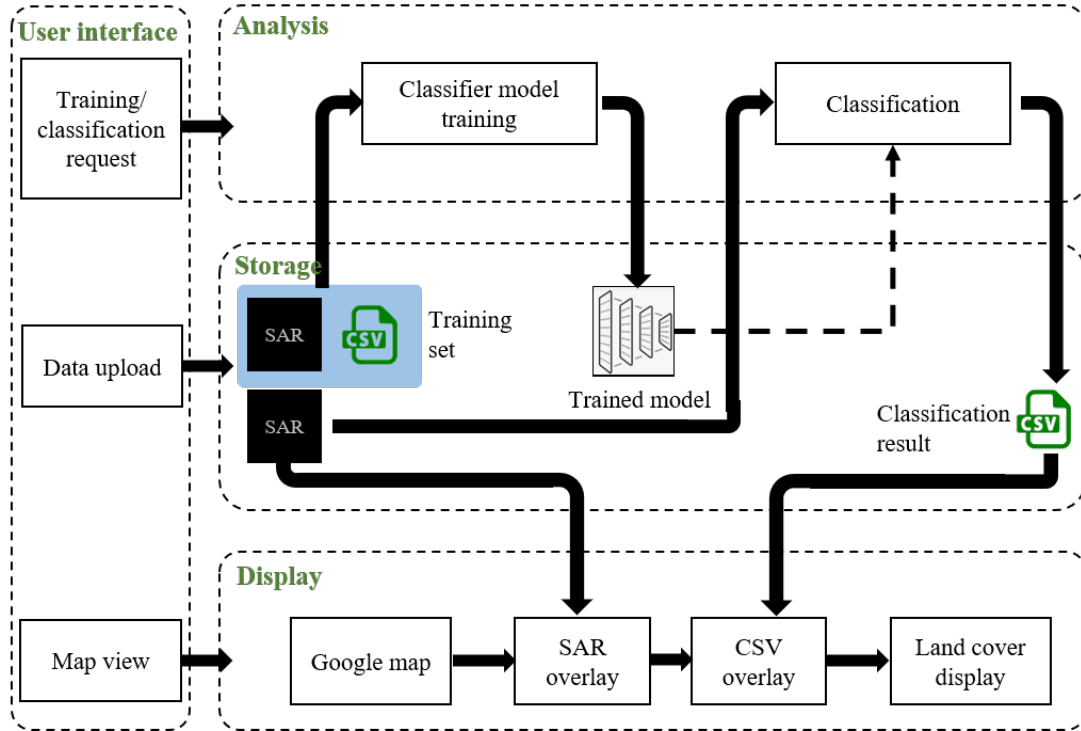 User interface
Training/
classification
request
Data upload
Map view
Analysis
Classifier model
training
Classification
Storage
SAR
CSV
Training
set
SAR
Trained model
Classification
result
CSV
Display
Google map
SAR
overlay
CSV
overlay
Land cover
display